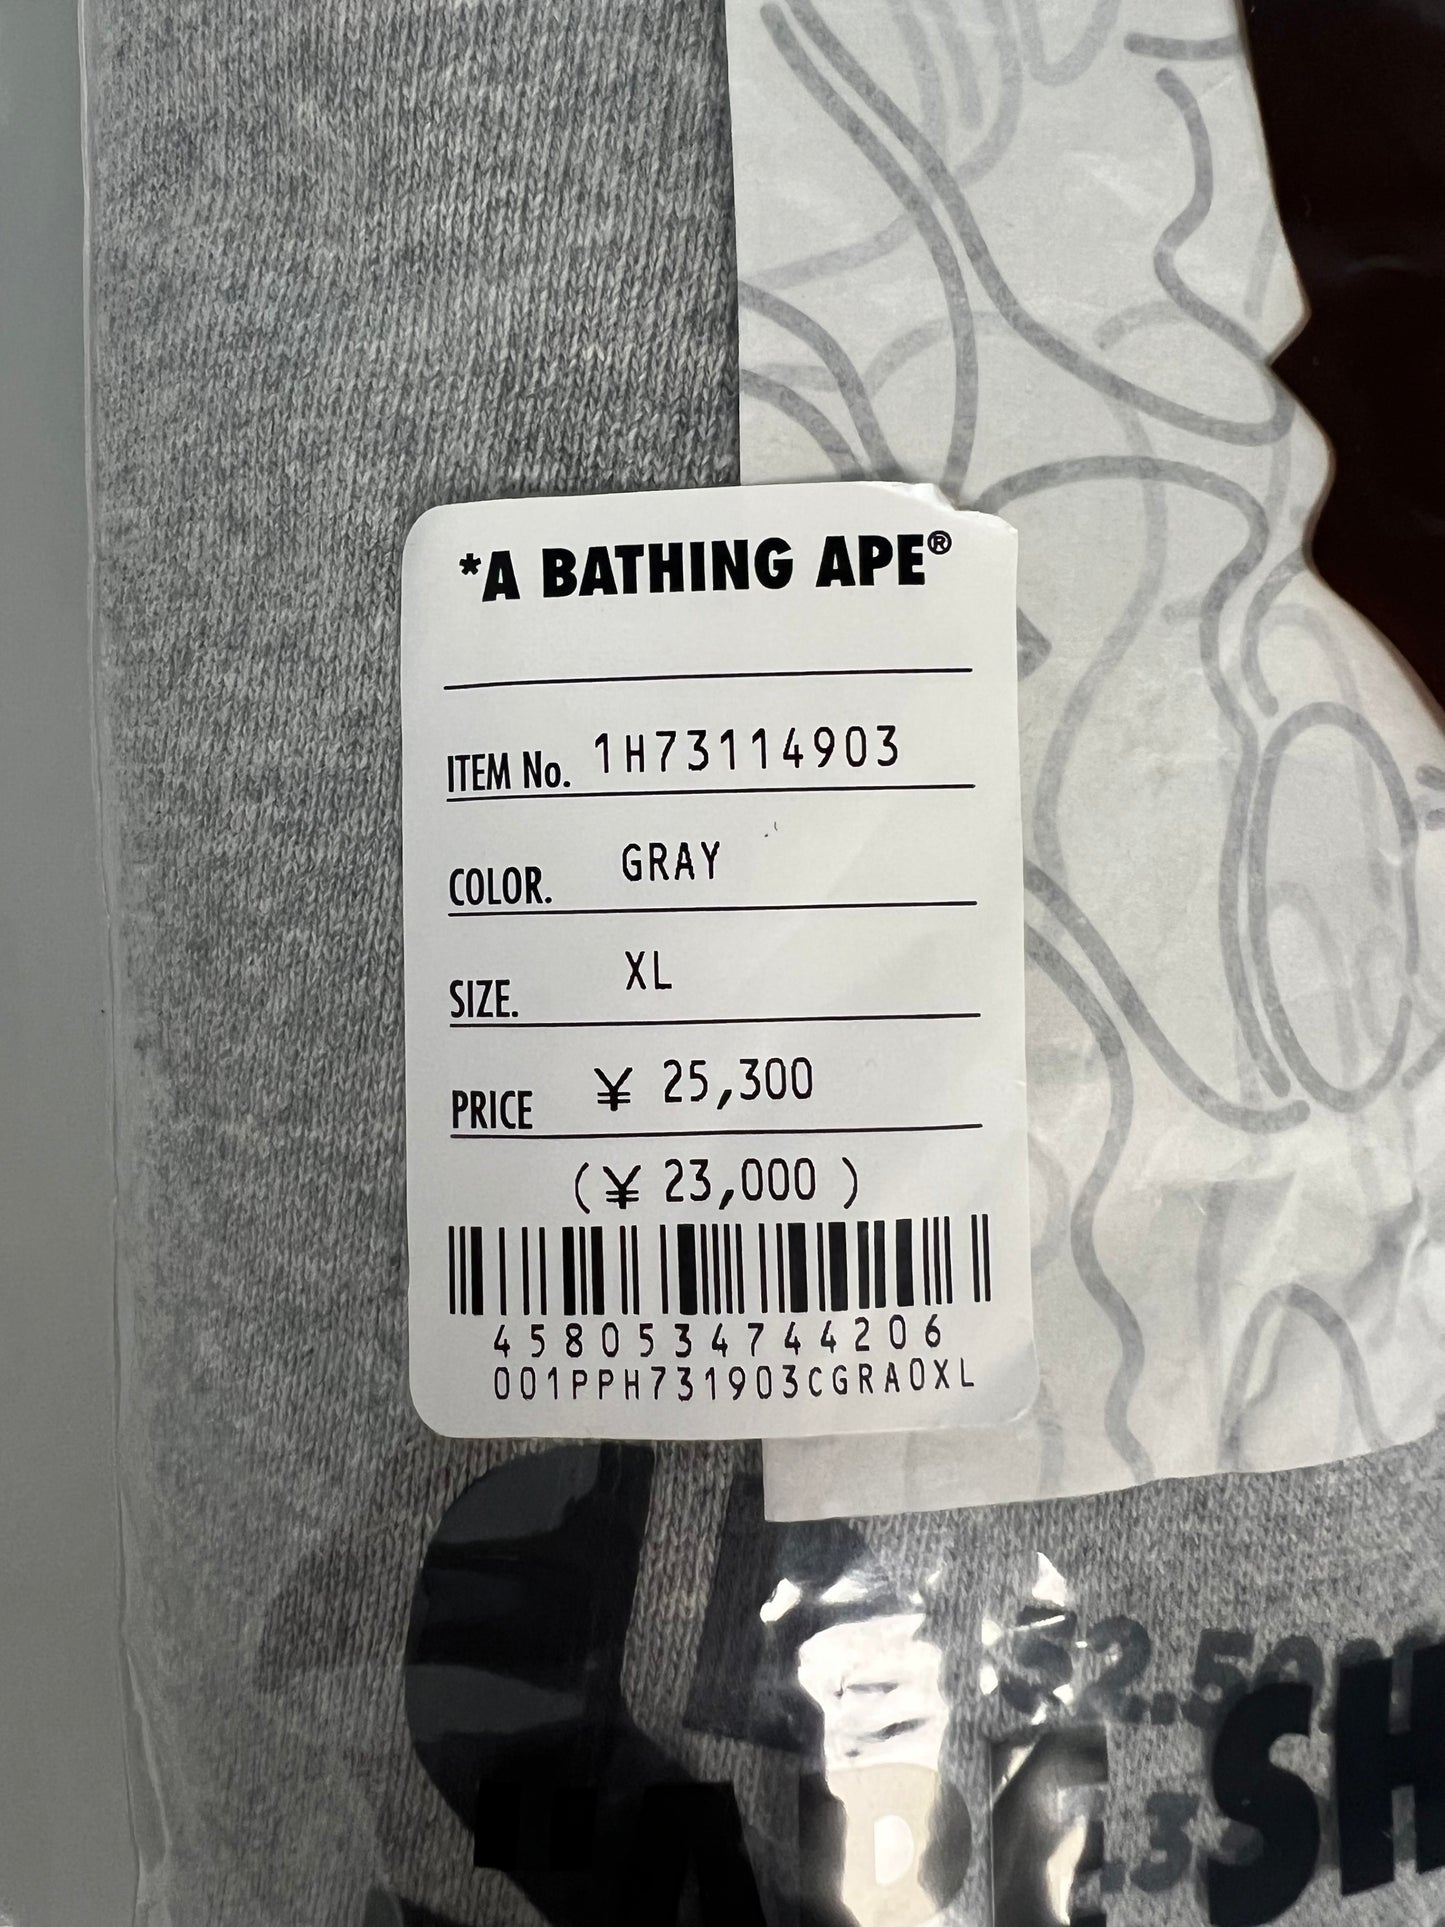 *A BATHING APE®
ITEM No. 1H73114903
COLOR. GRAY
SIZE. XL
PRICE ¥ 25,300
(¥ 23,000 )
4580534744206
001PPH731903CGRA0XL